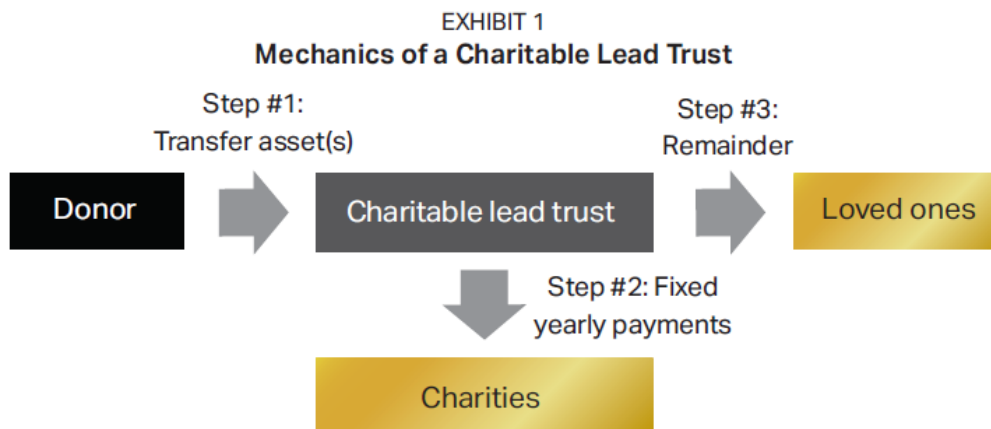 EXHIBIT 1
Mechanics of a Charitable Lead Trust
Step #1:
Transfer asset(s)
Step #3:
Remainder
Donor
Charitable lead trust
Loved ones
Step #2: Fixed
yearly payments
Charities